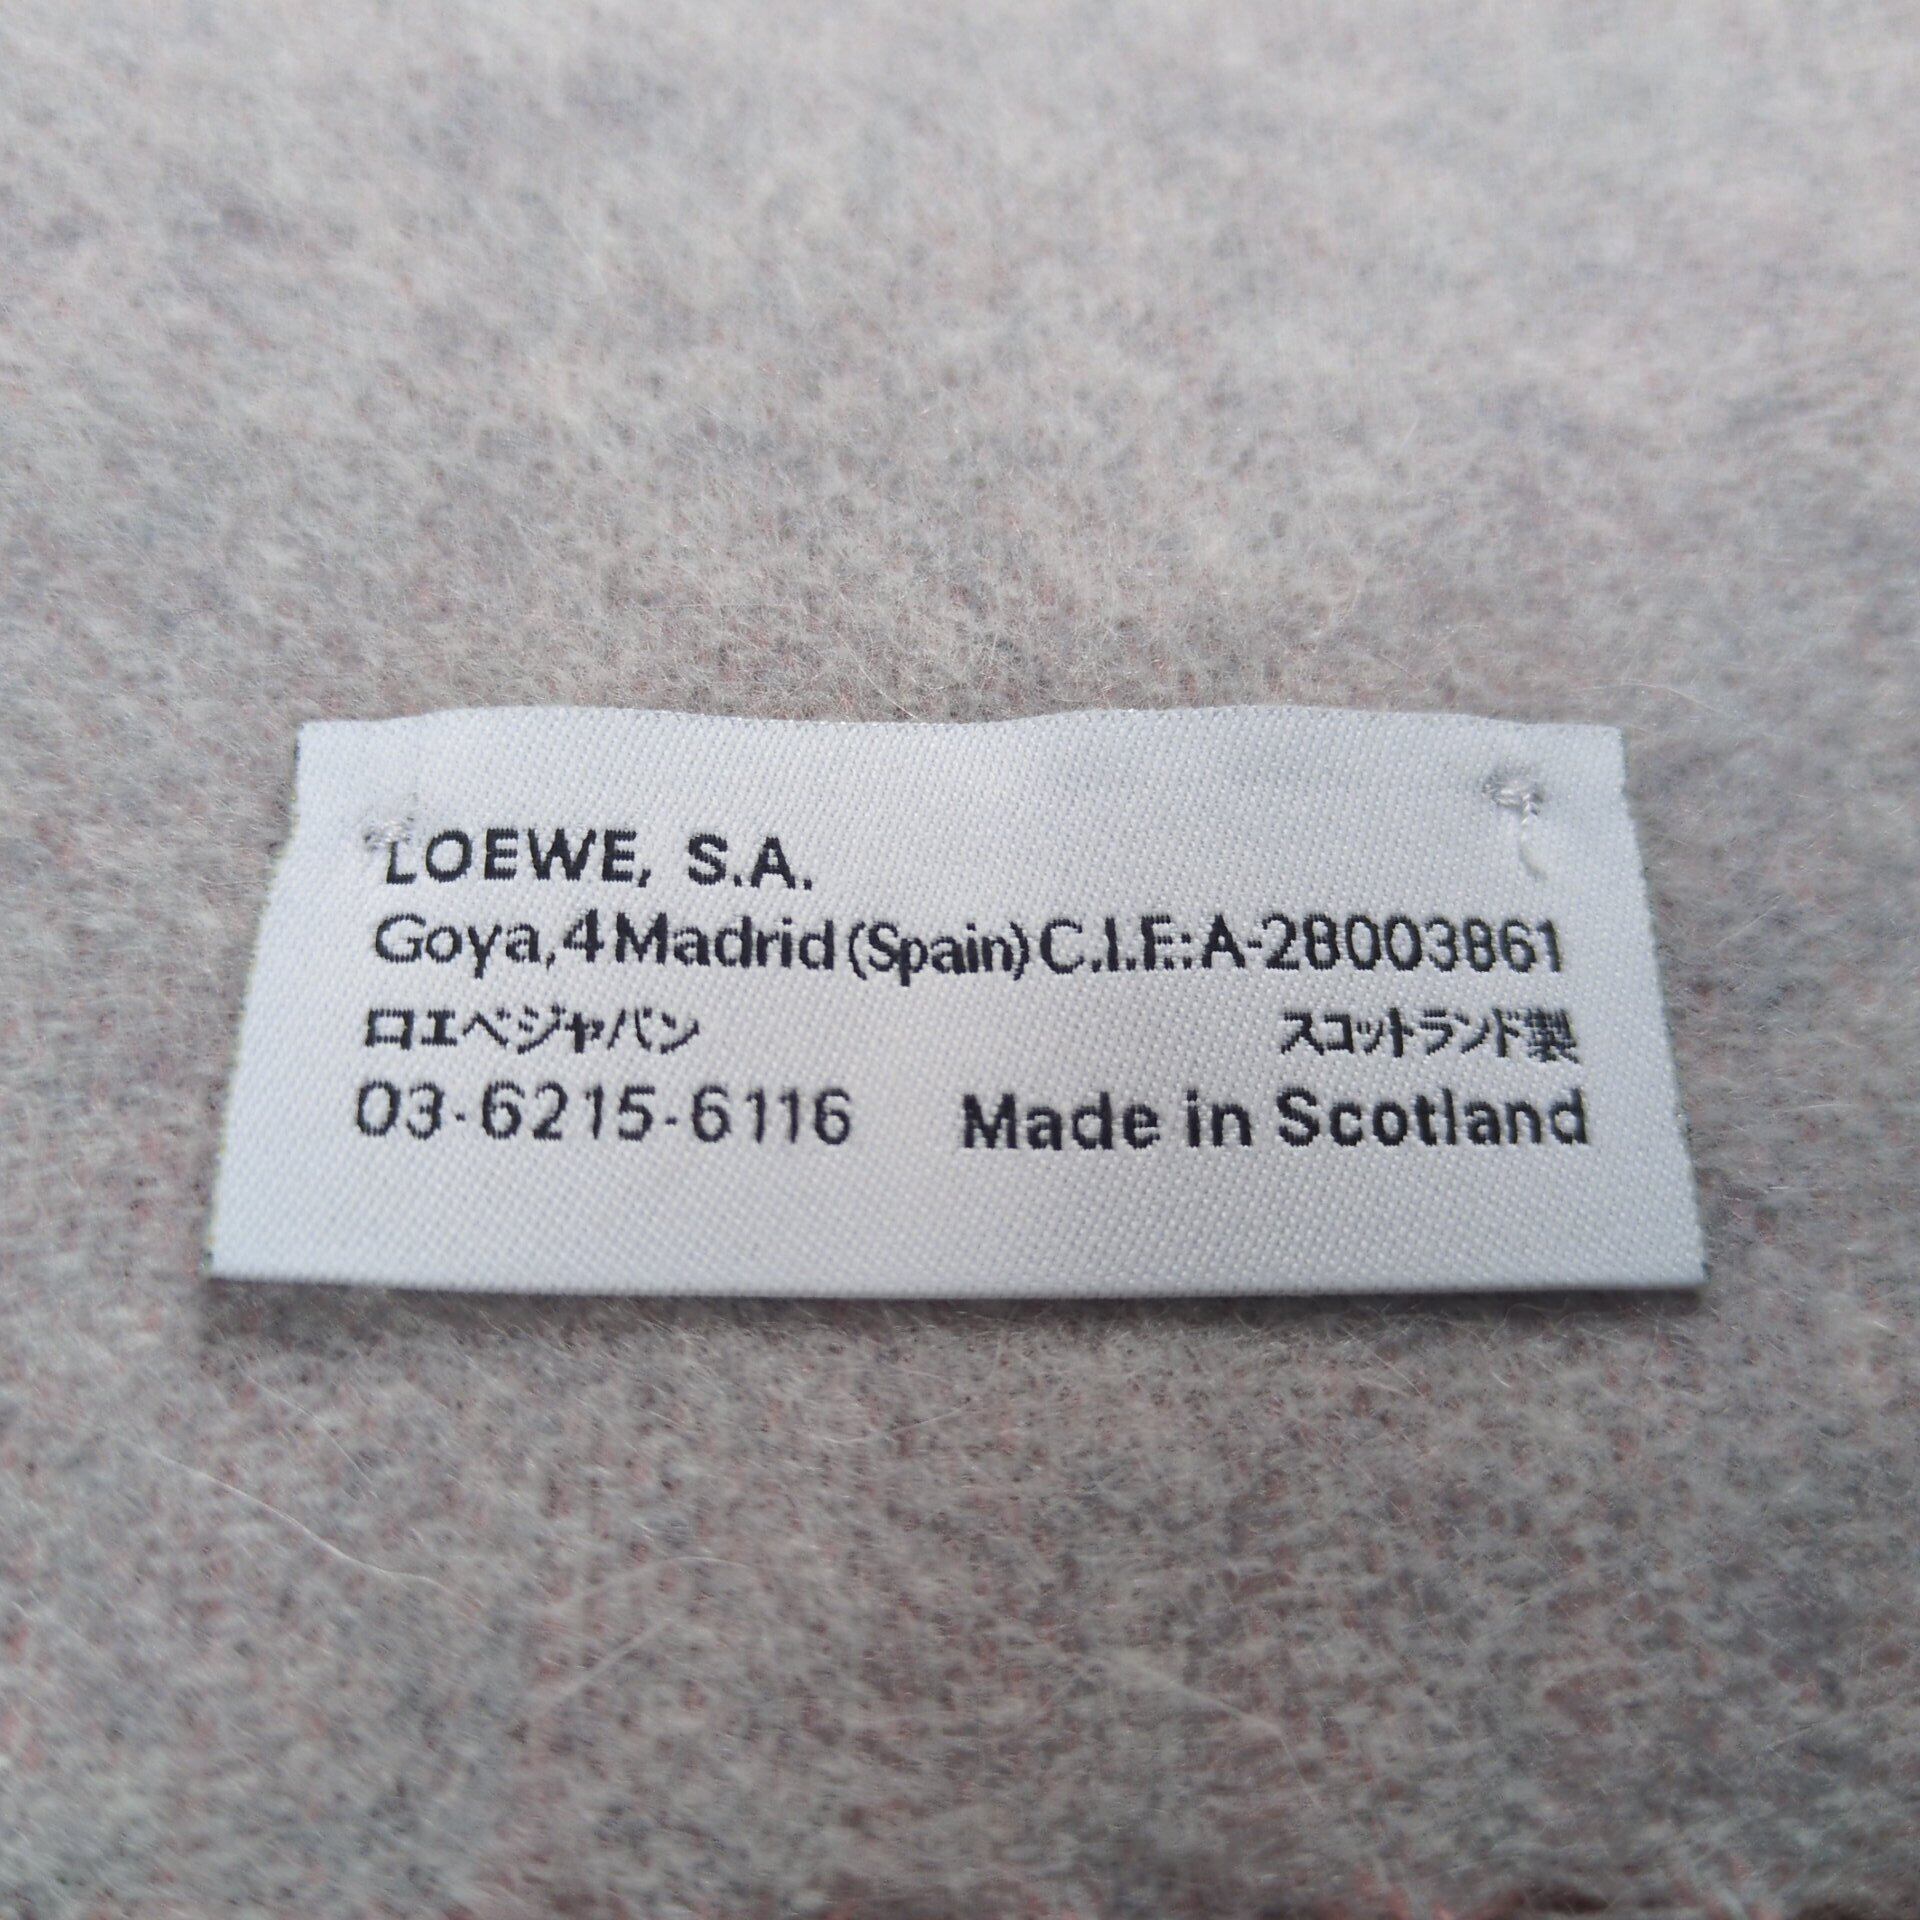 LOEWE, S.A.
Goya,4 Madrid (Spain) C.I.F.: A-28003861
ロエベジャパン スコットランド製
03-6215-6116 Made in Scotland